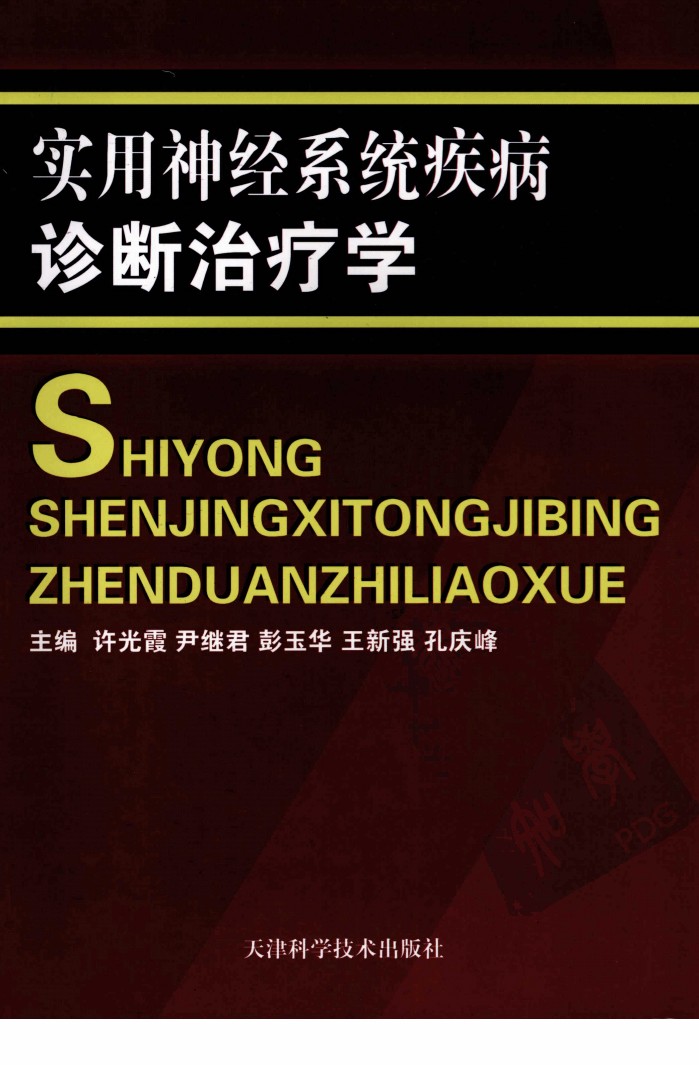 实用神经系统疾病
诊断治疗学
SHIYONG
SHENJINGXITONGJIBING
ZHENDUANZHILIAOXUE
主编 许光霞 尹继君 彭玉华 王新强 孔庆峰
PDG
天津科学技术出版社